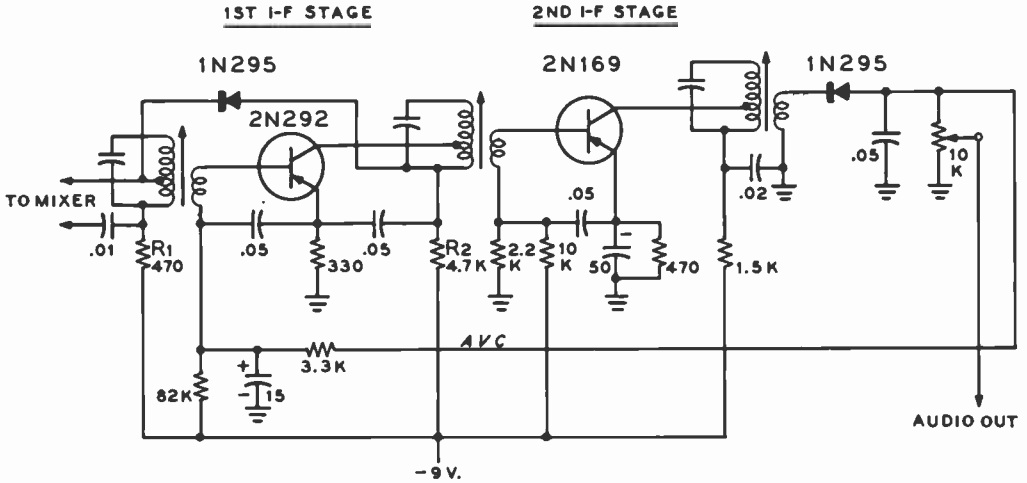 1ST I-F STAGE
2ND I-F STAGE
1N295
2N292
2N169
1N295
TO MIXER
.01
R1
470
.05
330
.05
R2
4.7K
2.2
K
10
K
.05
-
50
470
1.5K
.02
.05
10
K
AVC
3.3K
82K
+
-
15
AUDIO OUT
-9V.